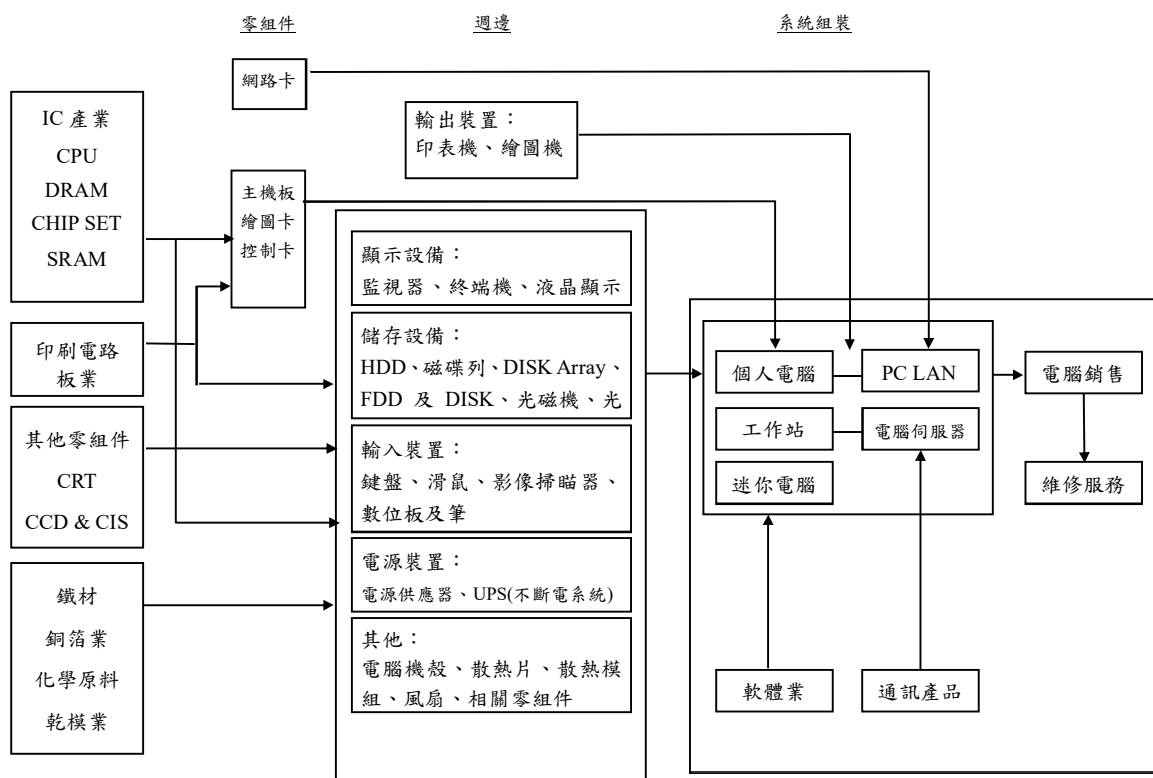 零組件
週邊
系統組裝
網路卡
IC 產業
CPU
DRAM
CHIP SET
SRAM
輸出裝置：
印表機、繪圖機
主機板
繪圖卡
控制卡
顯示設備：
監視器、終端機、液晶顯示
印刷電路
板業
儲存設備：
HDD、磁碟列、DISK Array、
FDD 及 DISK、光磁機、光
個人電腦
PC LAN
電腦銷售
其他零組件
CRT
CCD & CIS
輸入裝置：
鍵盤、滑鼠、影像掃瞄器、
數位板及筆
工作站
電腦伺服器
迷你電腦
維修服務
電源裝置：
電源供應器、UPS(不斷電系統)
鐵材
銅箔業
化學原料
乾模業
其他：
電腦機殼、散熱片、散熱模
組、風扇、相關零組件
軟體業
通訊產品